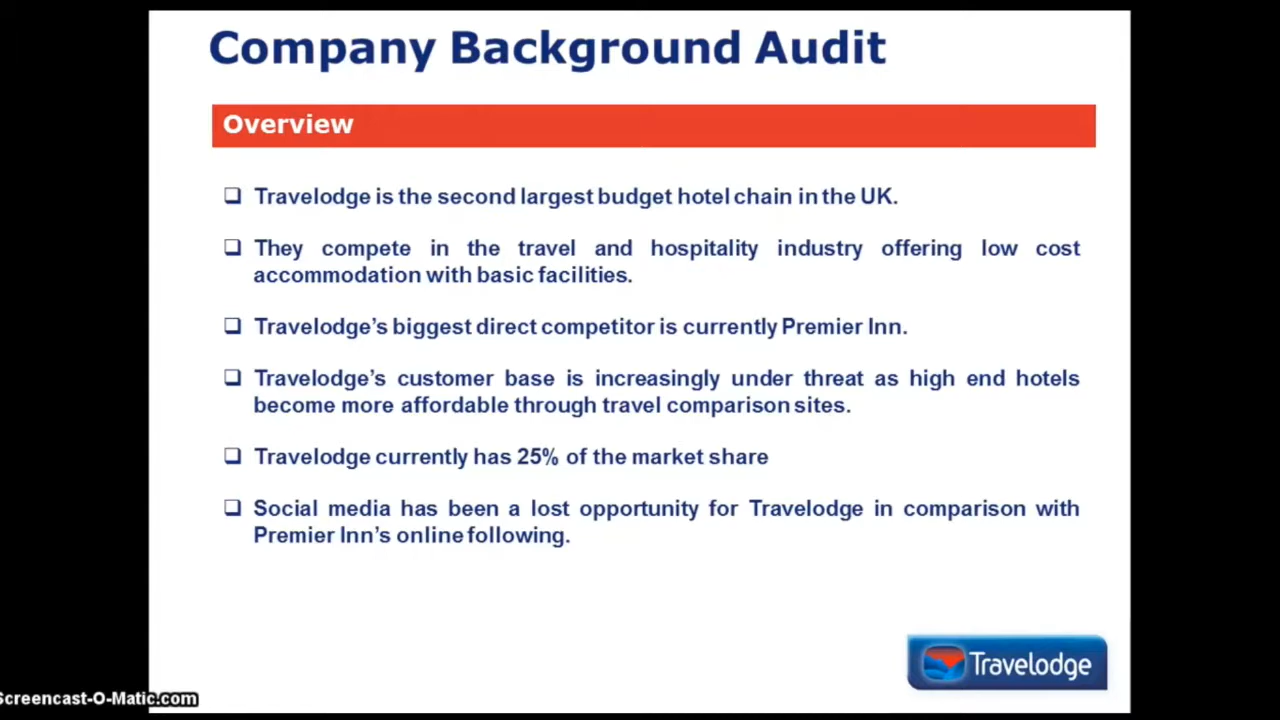 Company Background Audit
Overview
❑ Travelodge is the second largest budget hotel chain in the UK.
❑ They compete in the travel and hospitality industry offering low cost
accommodation with basic facilities.
❑ Travelodge’s biggest direct competitor is currently Premier Inn.
❑ Travelodge’s customer base is increasingly under threat as high end hotels
become more affordable through travel comparison sites.
❑ Travelodge currently has 25% of the market share
❑ Social media has been a lost opportunity for Travelodge in comparison with
Premier Inn’s online following.
Travelodge
Screencast-O-Matic.com